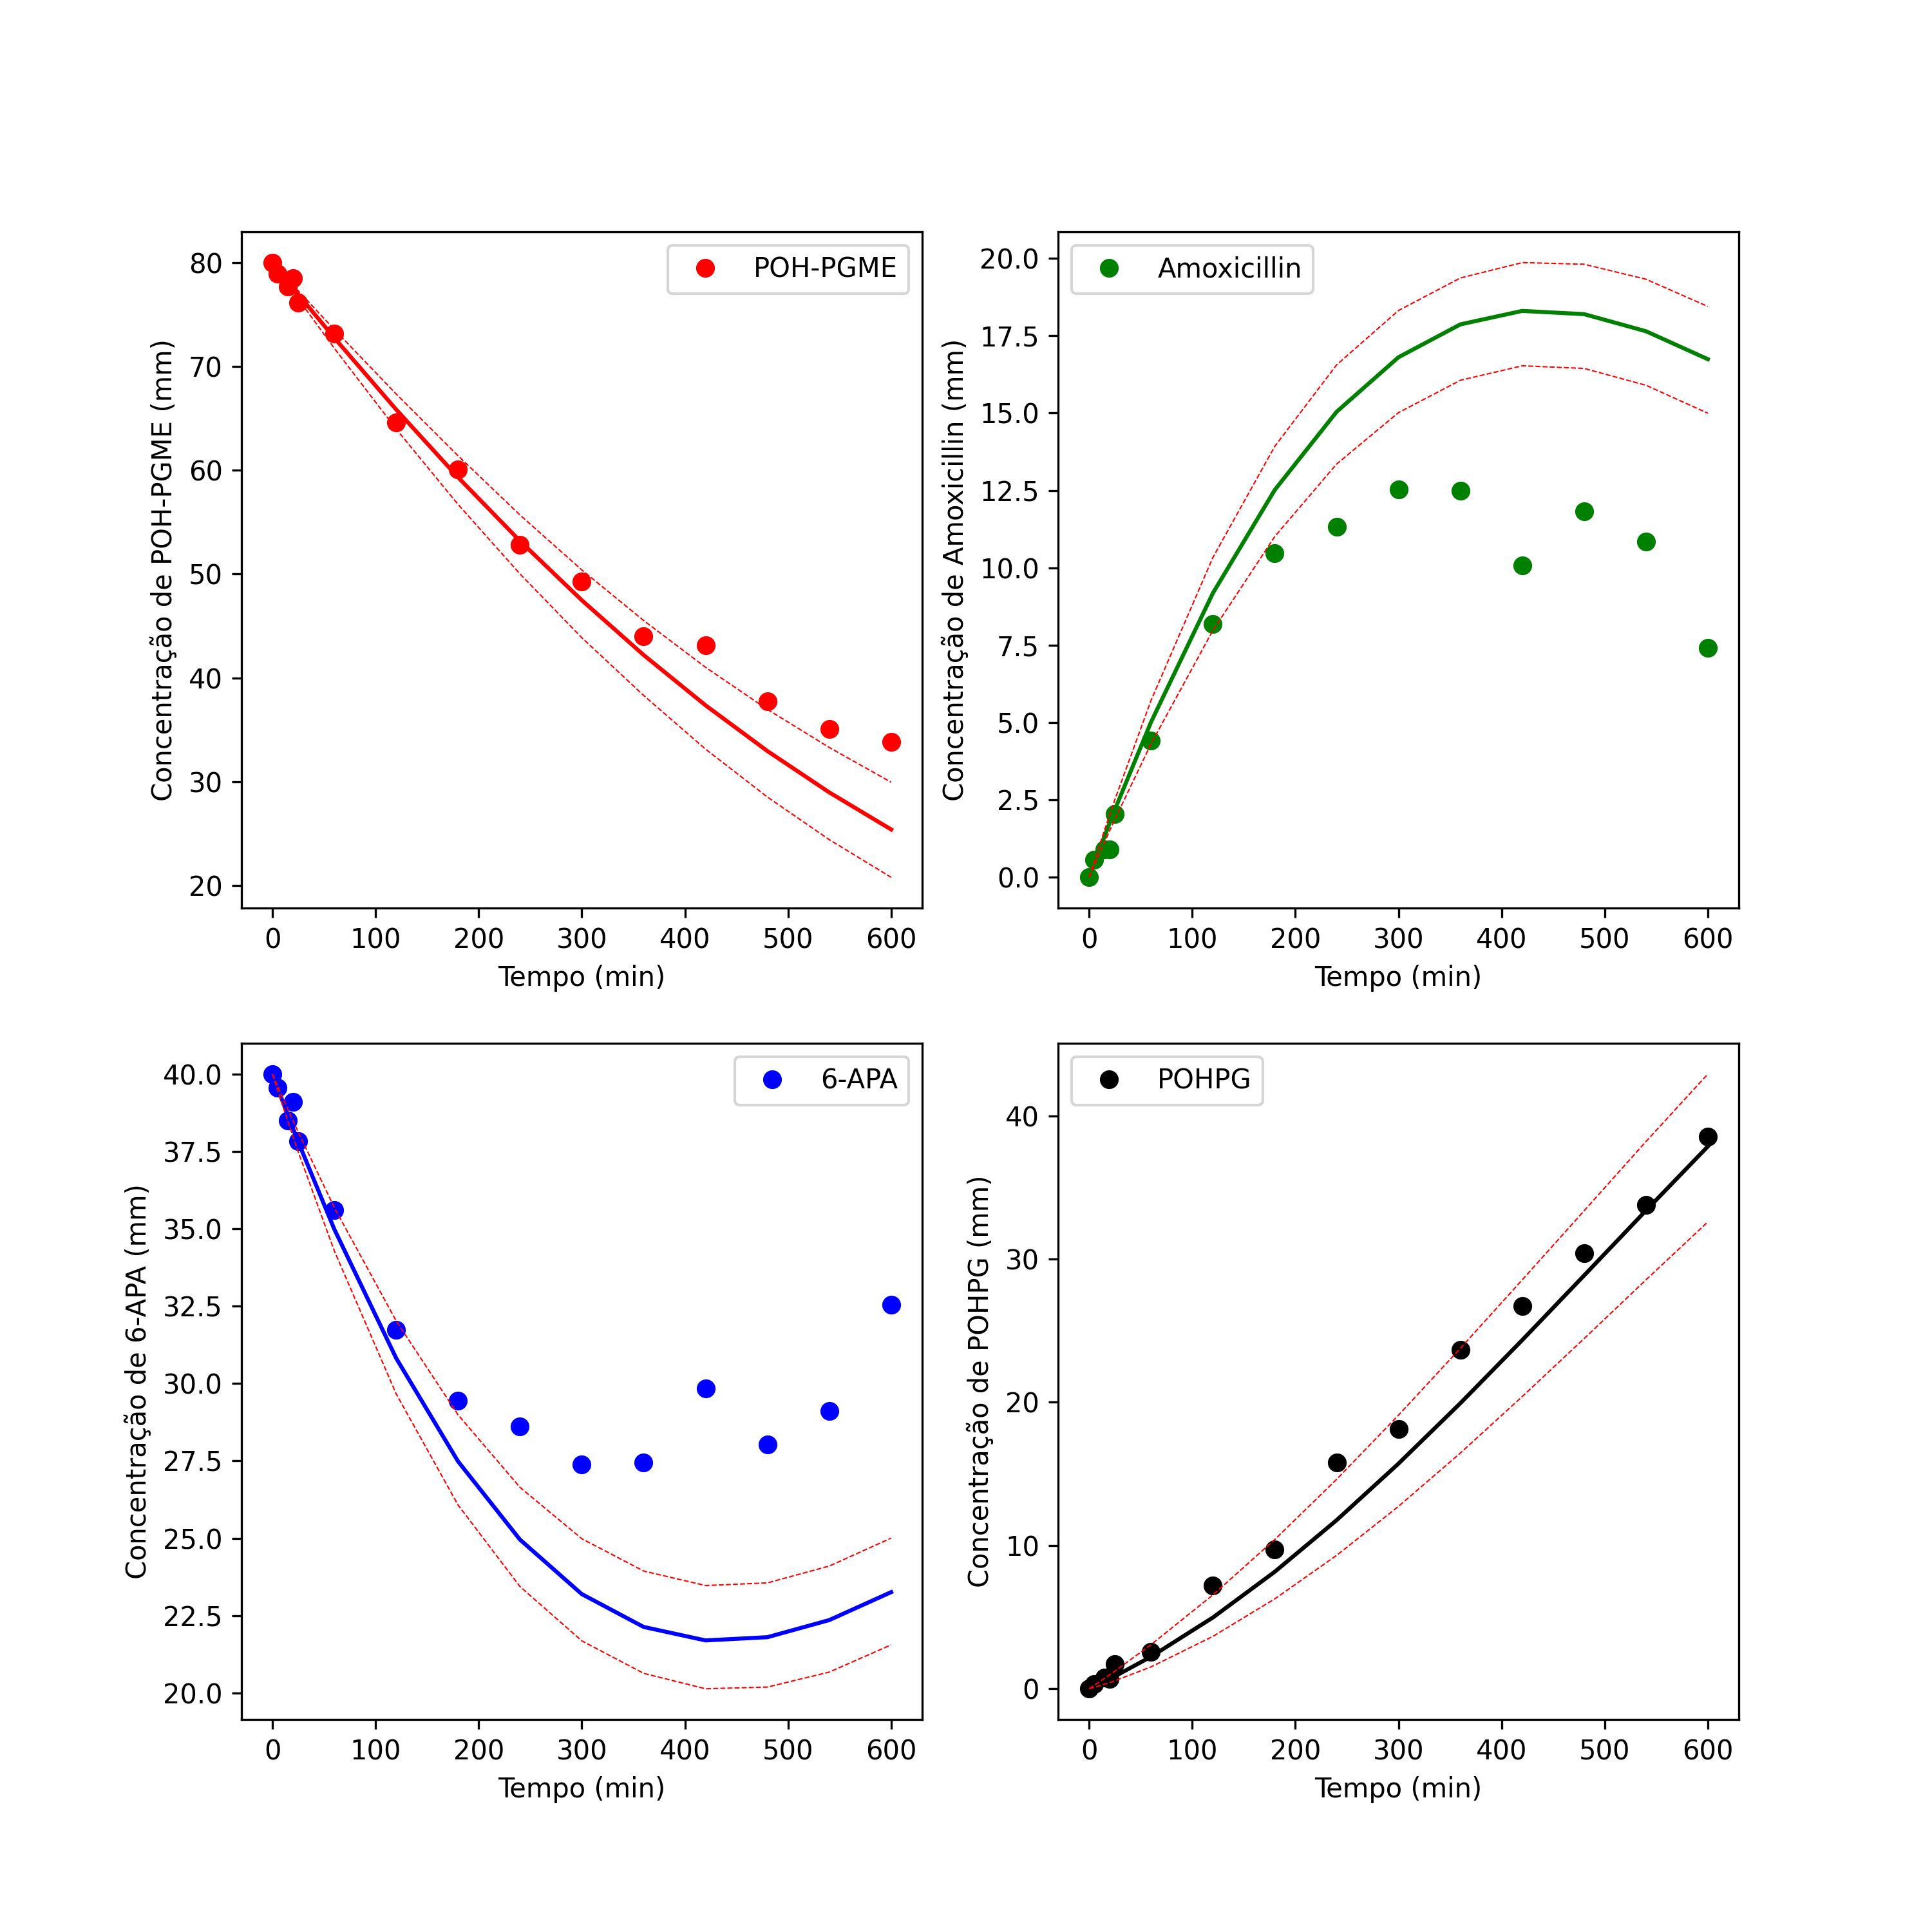 POH-PGME
Concentração de POH-PGME (mm)
80
70
60
50
40
30
20
0 100 200 300 400 500 600
Tempo (min)
Amoxicillin
Concentração de Amoxicillin (mm)
20.0
17.5
15.0
12.5
10.0
7.5
5.0
2.5
0.0
0 100 200 300 400 500 600
Tempo (min)
6-APA
Concentração de 6-APA (mm)
40.0
37.5
35.0
32.5
30.0
27.5
25.0
22.5
20.0
0 100 200 300 400 500 600
Tempo (min)
POHPG
Concentração de POHPG (mm)
40
30
20
10
0
0 100 200 300 400 500 600
Tempo (min)